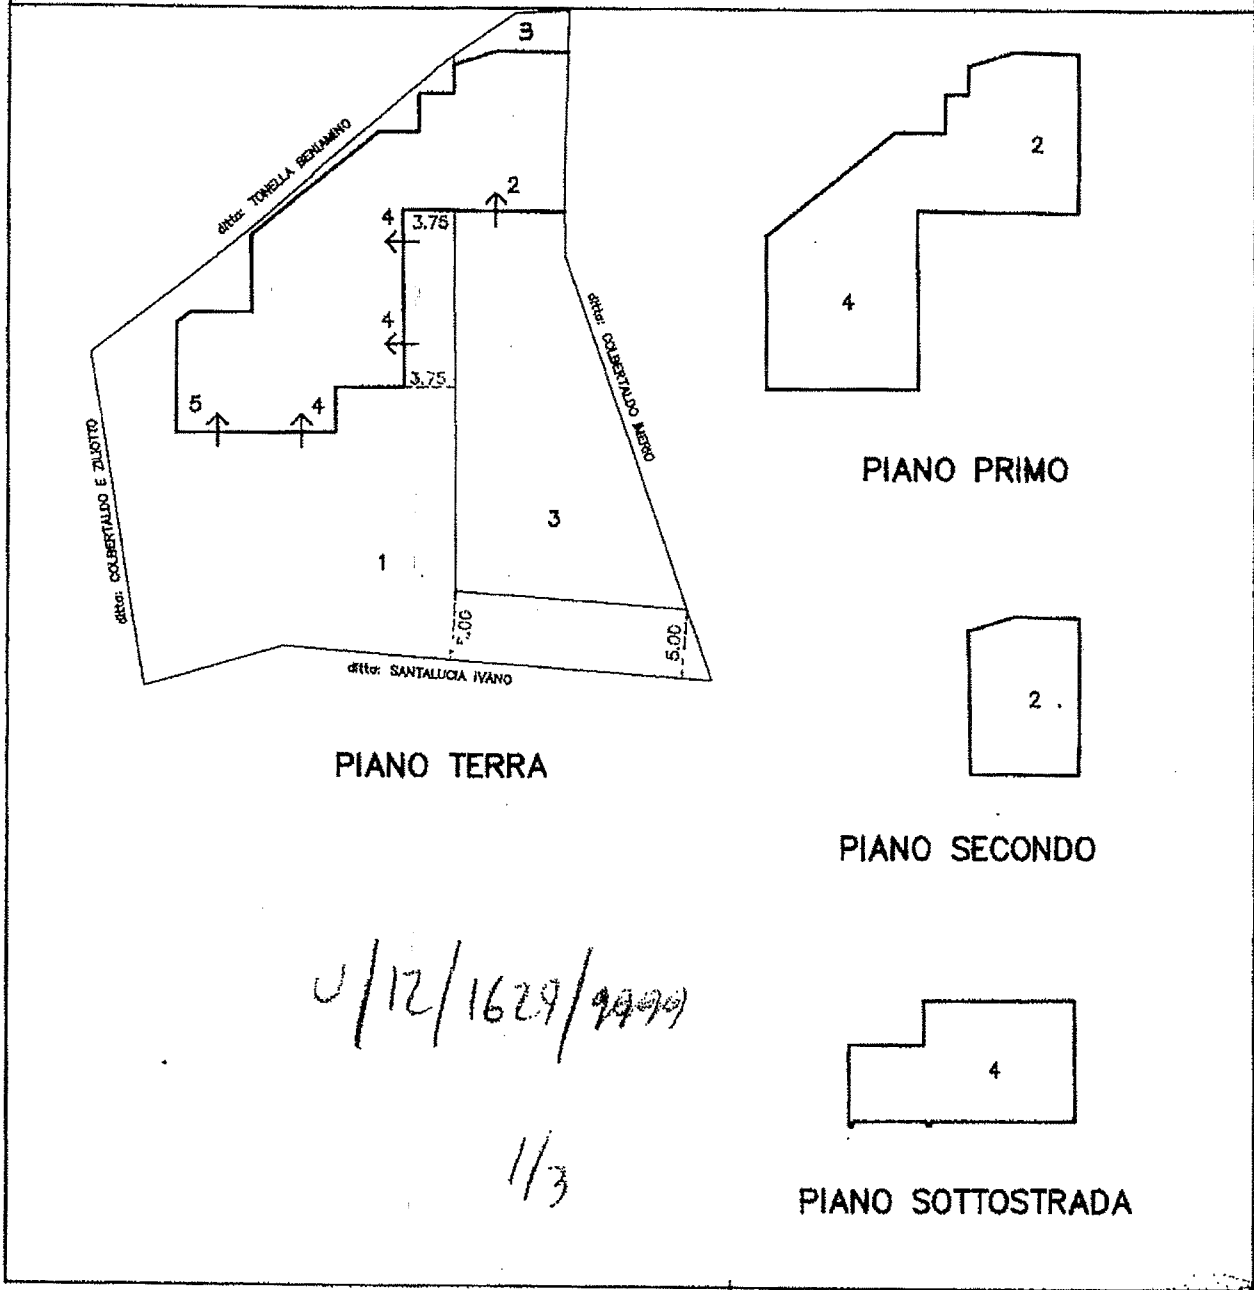 3
ditta: TONELLA BENIAMINO
2
4
3.75
4
3.75
5
4
ditta: COLBERTALDO E ZILIOTTO
ditta: COLBERTALDO IMERIO
1
3
5.00
5.00
ditta: SANTALUCIA IVANO
PIANO TERRA
2
4
PIANO PRIMO
2
PIANO SECONDO
U/12/1629/9999
1/3
4
PIANO SOTTOSTRADA